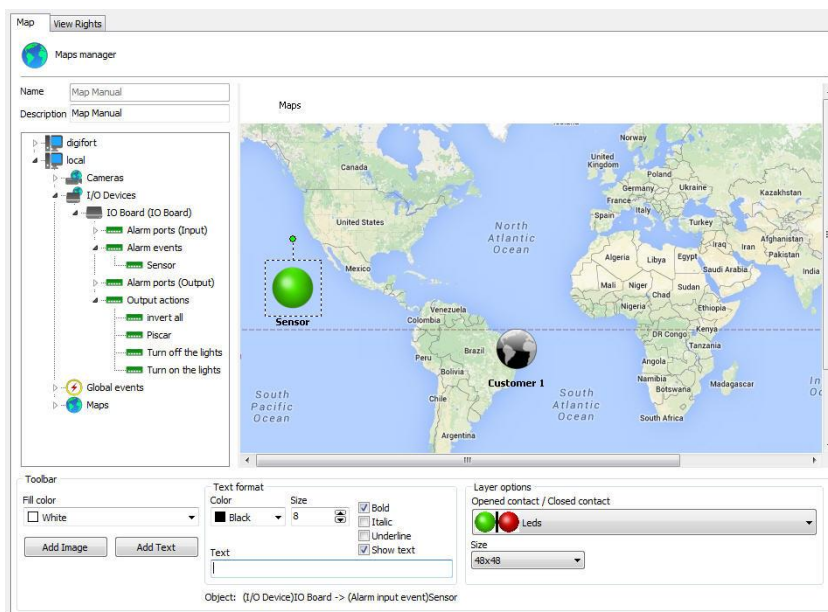 Map View Rights
Maps manager
Name Map Manual
Description Map Manual
digifort
local
Cameras
I/O Devices
IO Board (IO Board)
Alarm ports (Input)
Alarm events
Sensor
Alarm ports (Output)
Output actions
invert all
Piscar
Turn off the lights
Turn on the lights
Global events
Maps
Maps
Norway
United
Kingdom
Canada
Poland
Germany
Ukraine
Kazakhstan
France
Italy
Spain
Turkey
United States
North
Atlantic
Ocean
Iraq
Iran
Afghanistan
Pakistan
Algeria
Libya
Egypt
Saudi Arabia
India
Mexico
Mali
Niger
Chad
Sudan
Sensor
Venezuela
Colombia
Nigeria
Ethiopia
DR Congo
Kenya
Tanzania
Peru
Brazil
Bolivia
Customer 1
Angola
Namibia
Botswana
Madagascar
Chile
South
Pacific
Ocean
South
Atlantic
Ocean
South Africa
Argentina
Toolbar
Fill color
White
Add Image Add Text
Text format
Color Size
Black 8
Bold
Italic
Underline
Show text
Text
Layer options
Opened contact / Closed contact
Leds
Size
48x48
Object: (I/O Device)IO Board -> (Alarm input event)Sensor